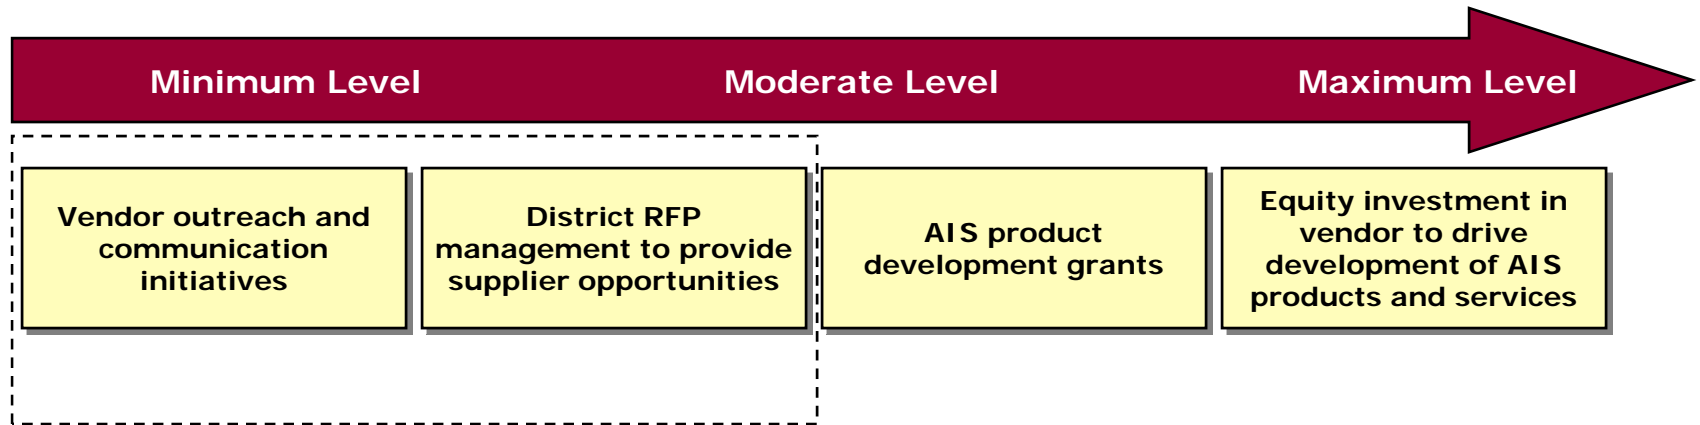 Minimum Level Moderate Level Maximum Level
Vendor outreach and
communication
initiatives
District RFP
management to provide
supplier opportunities
AIS product
development grants
Equity investment in
vendor to drive
development of AIS
products and services